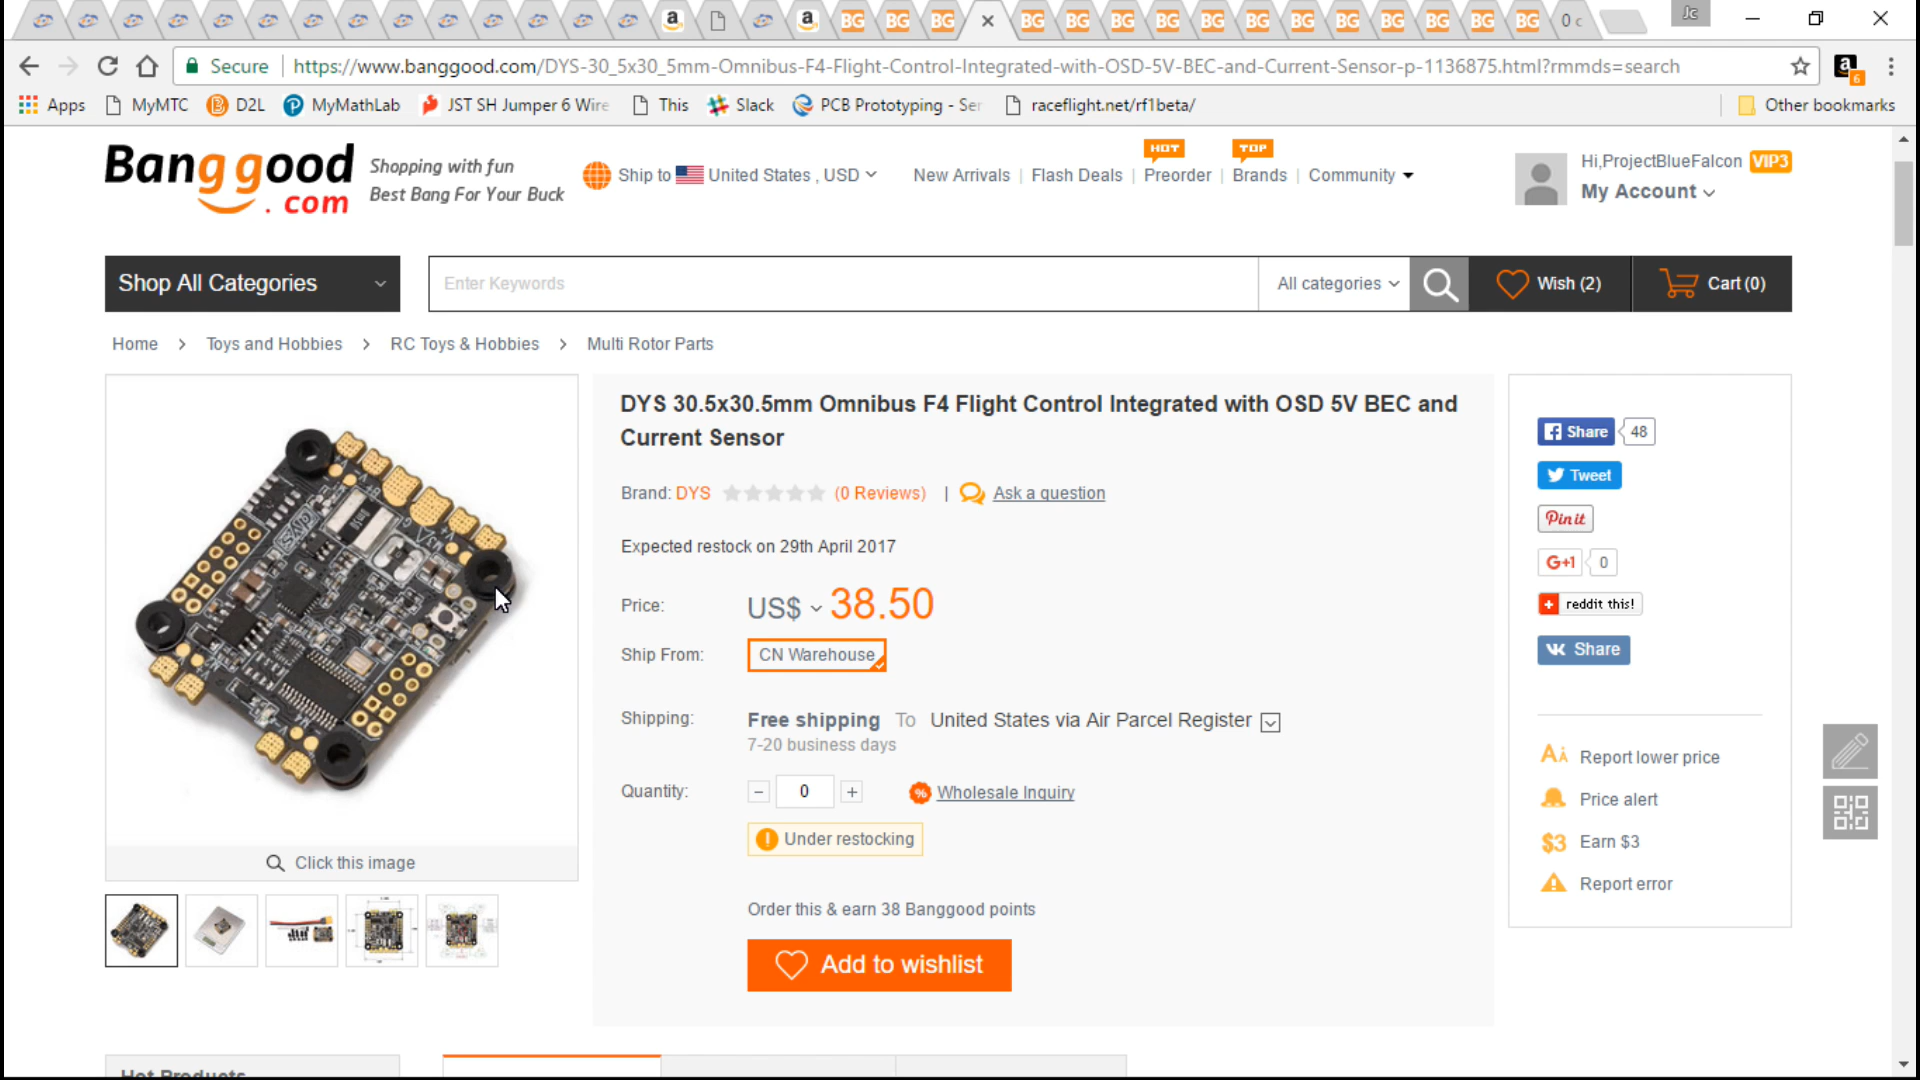 Jc
0 c
Secure
https://www.banggood.com/DYS-30_5x30_5mm-Omnibus-F4-Flight-Control-Integrated-with-OSD-5V-BEC-and-Current-Sensor-p-1136875.html?rmmds=search
6
Apps MyMTC D2L MyMathLab JST SH Jumper 6 Wire This Slack PCB Prototyping - Ser raceflight.net/rf1beta/ Other bookmarks
Banggood.com
Shopping with fun
Best Bang For Your Buck
Ship to United States , USD
New Arrivals | Flash Deals | Preorder | Brands | Community
HOT
TOP
Hi,ProjectBlueFalcon VIP3
My Account
Shop All Categories
Enter Keywords
All categories
Wish (2)
Cart (0)
Home > Toys and Hobbies > RC Toys & Hobbies > Multi Rotor Parts
DYS
DYS 30.5x30.5mm Omnibus F4 Flight Control Integrated with OSD 5V BEC and
Current Sensor
Brand: DYS (0 Reviews) | Ask a question
Expected restock on 29th April 2017
Price: US$ 38.50
Ship From: CN Warehouse
Shipping: Free shipping To United States via Air Parcel Register
7-20 business days
Quantity: - 0 + Wholesale Inquiry
Under restocking
Order this & earn 38 Banggood points
Add to wishlist
Click this image
Share 48
Tweet
Pin it
G+1 0
reddit this!
Share
Report lower price
Price alert
$3 Earn $3
Report error
Hot Products